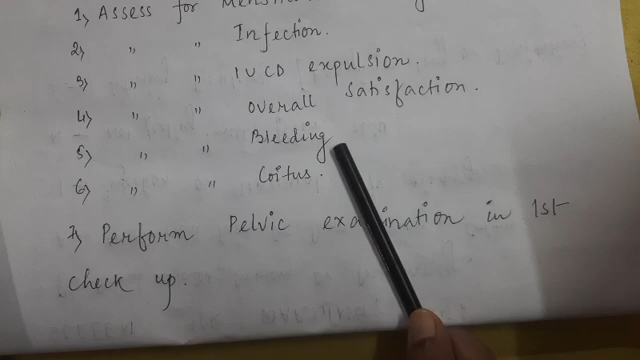 1) Assess for
2) " " Infection.
3) " " IUCD expulsion.
4) " " overall satisfaction.
5) " " Bleeding
6) " " Coitus.
7) Perform Pelvic examination in 1st
check up.